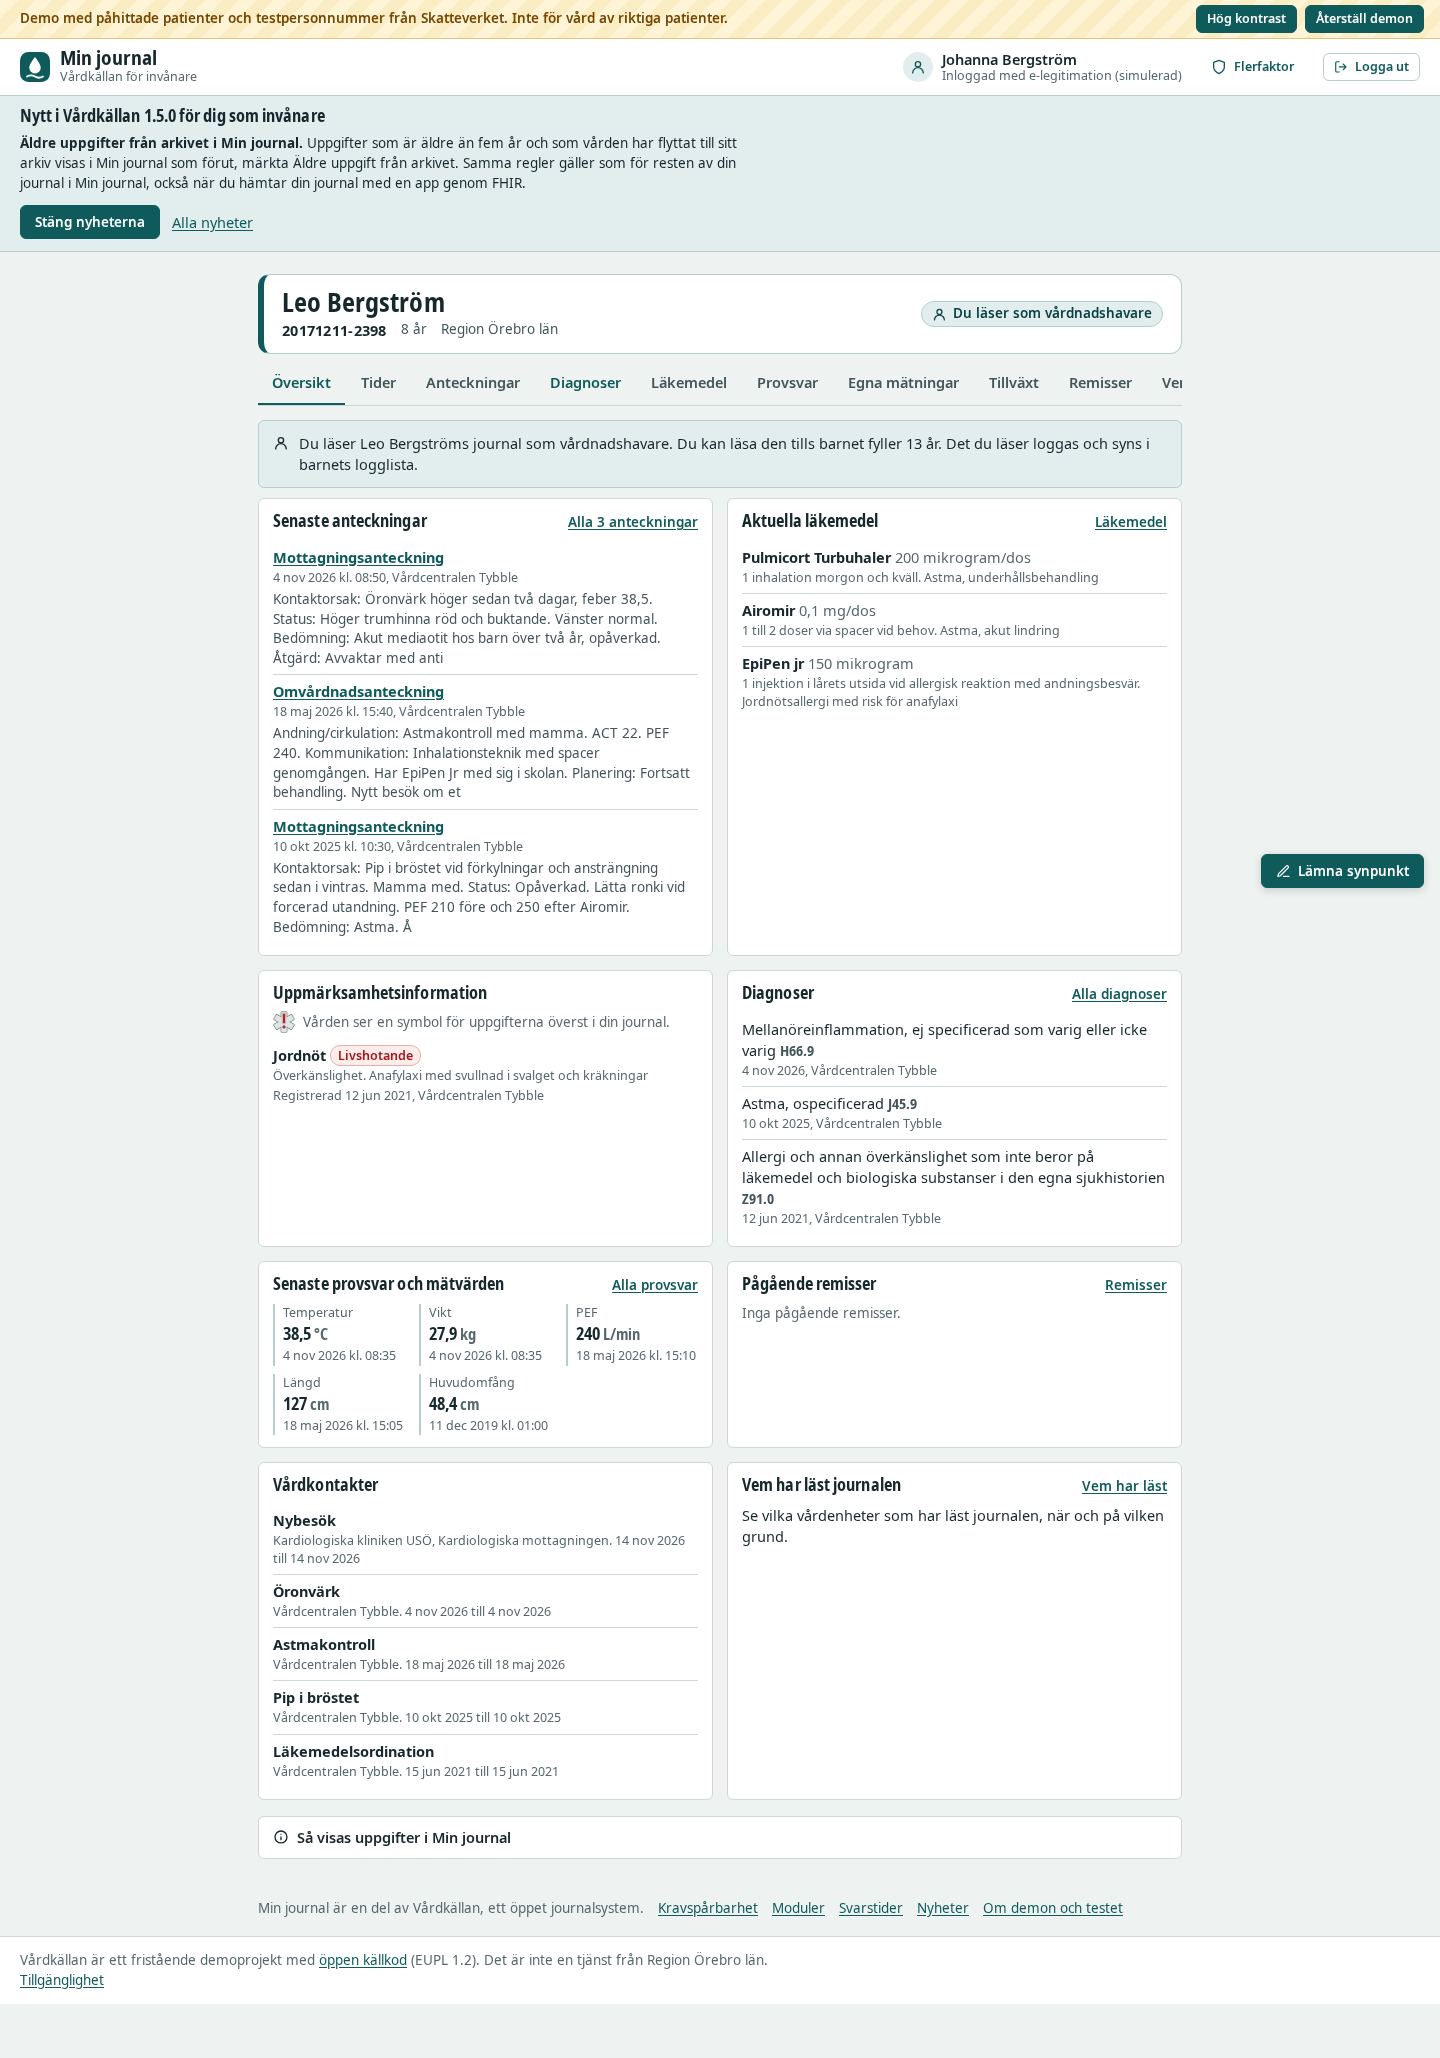 Demo med påhittade patienter och testpersonnummer från Skatteverket. Inte för vård av riktiga patienter.
Hög kontrast
Återställ demon
Min journal
Vårdkällan för invånare
Johanna Bergström
Inloggad med e-legitimation (simulerad)
Flerfaktor
Logga ut
Nytt i Vårdkällan 1.5.0 för dig som invånare
Äldre uppgifter från arkivet i Min journal. Uppgifter som är äldre än fem år och som vården har flyttat till sitt
arkiv visas i Min journal som förut, märkta Äldre uppgift från arkivet. Samma regler gäller som för resten av din
journal i Min journal, också när du hämtar din journal med en app genom FHIR.
Stäng nyheterna
Alla nyheter
Leo Bergström
20171211-2398 8 år Region Örebro län
Du läser som vårdnadshavare
Översikt Tider Anteckningar Diagnoser Läkemedel Provsvar Egna mätningar Tillväxt Remisser
Du läser Leo Bergströms journal som vårdnadshavare. Du kan läsa den tills barnet fyller 13 år. Det du läser loggas och syns i
barnets logglista.
Senaste anteckningar
Alla 3 anteckningar
Mottagningsanteckning
4 nov 2026 kl. 08:50, Vårdcentralen Tybble
Kontaktorsak: Öronvärk höger sedan två dagar, feber 38,5.
Status: Höger trumhinna röd och buktande. Vänster normal.
Bedömning: Akut mediaotit hos barn över två år, opåverkad.
Åtgärd: Avvaktar med anti
Omvårdnadsanteckning
18 maj 2026 kl. 15:40, Vårdcentralen Tybble
Andning/cirkulation: Astmakontroll med mamma. ACT 22. PEF
240. Kommunikation: Inhalationsteknik med spacer
genomgången. Har EpiPen Jr med sig i skolan. Planering: Fortsatt
behandling. Nytt besök om et
Mottagningsanteckning
10 okt 2025 kl. 10:30, Vårdcentralen Tybble
Kontaktorsak: Pip i bröstet vid förkylningar och ansträngning
sedan i vintras. Mamma med. Status: Opåverkad. Lätta ronki vid
forcerad utandning. PEF 210 före och 250 efter Airomir.
Bedömning: Astma. Å
Aktuella läkemedel
Läkemedel
Pulmicort Turbuhaler 200 mikrogram/dos
1 inhalation morgon och kväll. Astma, underhållsbehandling
Airomir 0,1 mg/dos
1 till 2 doser via spacer vid behov. Astma, akut lindring
EpiPen jr 150 mikrogram
1 injektion i lårets utsida vid allergisk reaktion med andningsbesvär.
Jordnötsallergi med risk för anafylaxi
Lämna synpunkt
Uppmärksamhetsinformation
Vården ser en symbol för uppgifterna överst i din journal.
Jordnöt Livshotande
Överkänslighet. Anafylaxi med svullnad i svalget och kräkningar
Registrerad 12 jun 2021, Vårdcentralen Tybble
Diagnoser
Alla diagnoser
Mellanöreinflammation, ej specificerad som varig eller icke
varig H66.9
4 nov 2026, Vårdcentralen Tybble
Astma, ospecificerad J45.9
10 okt 2025, Vårdcentralen Tybble
Allergi och annan överkänslighet som inte beror på
läkemedel och biologiska substanser i den egna sjukhistorien
Z91.0
12 jun 2021, Vårdcentralen Tybble
Senaste provsvar och mätvärden
Alla provsvar
Temperatur Vikt PEF
38,5 °C 27,9 kg 240 L/min
4 nov 2026 kl. 08:35 4 nov 2026 kl. 08:35 18 maj 2026 kl. 15:10
Längd Huvudomfång
127 cm 48,4 cm
18 maj 2026 kl. 15:05 11 dec 2019 kl. 01:00
Pågående remisser
Remisser
Inga pågående remisser.
Vårdkontakter
Nybesök
Kardiologiska kliniken USÖ, Kardiologiska mottagningen. 14 nov 2026
till 14 nov 2026
Öronvärk
Vårdcentralen Tybble. 4 nov 2026 till 4 nov 2026
Astmakontroll
Vårdcentralen Tybble. 18 maj 2026 till 18 maj 2026
Pip i bröstet
Vårdcentralen Tybble. 10 okt 2025 till 10 okt 2025
Läkemedelsordination
Vårdcentralen Tybble. 15 jun 2021 till 15 jun 2021
Vem har läst journalen
Vem har läst
Se vilka vårdenheter som har läst journalen, när och på vilken
grund.
Så visas uppgifter i Min journal
Min journal är en del av Vårdkällan, ett öppet journalsystem. Kravspårbarhet Moduler Svarstider Nyheter Om demon och testet
Vårdkällan är ett fristående demoprojekt med öppen källkod (EUPL 1.2). Det är inte en tjänst från Region Örebro län.
Tillgänglighet